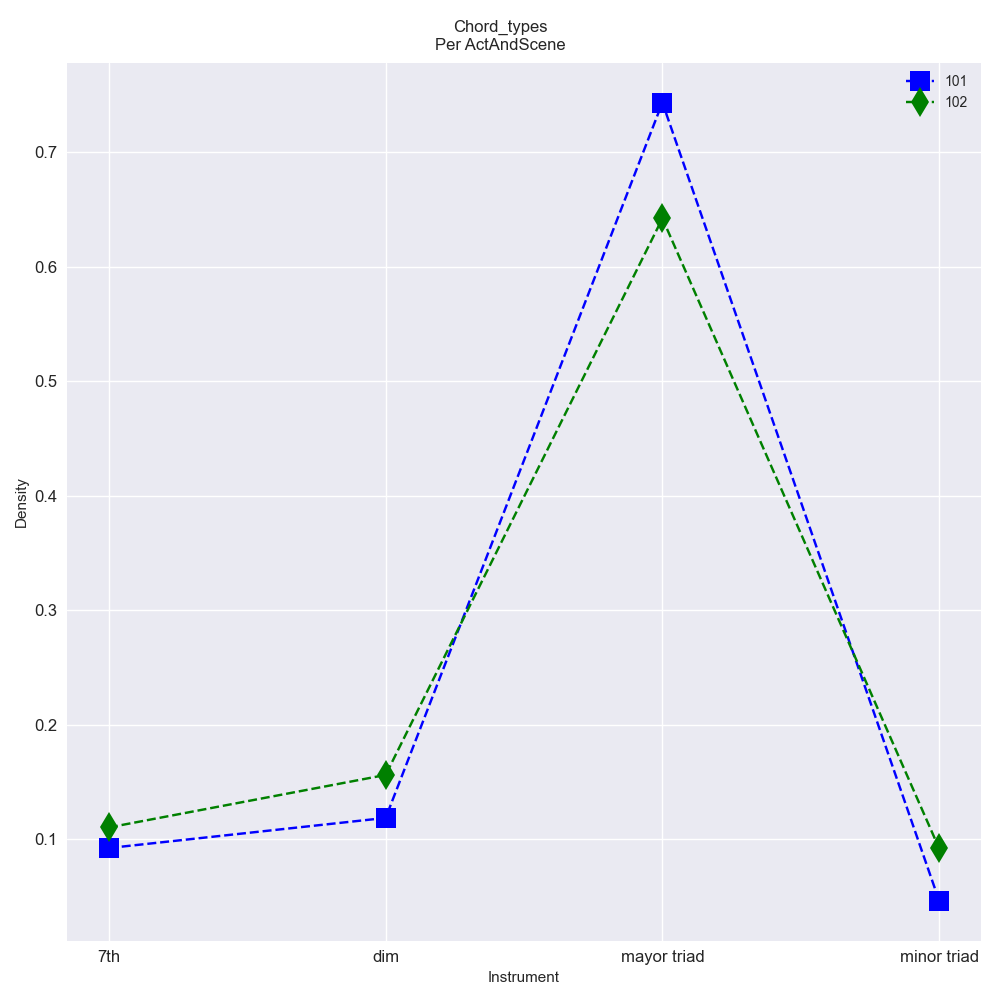 Chord_types
Per ActAndScene
101
102
0.7
0.6
0.5
0.4
0.3
0.2
0.1
Density
7th dim mayor triad minor triad
Instrument